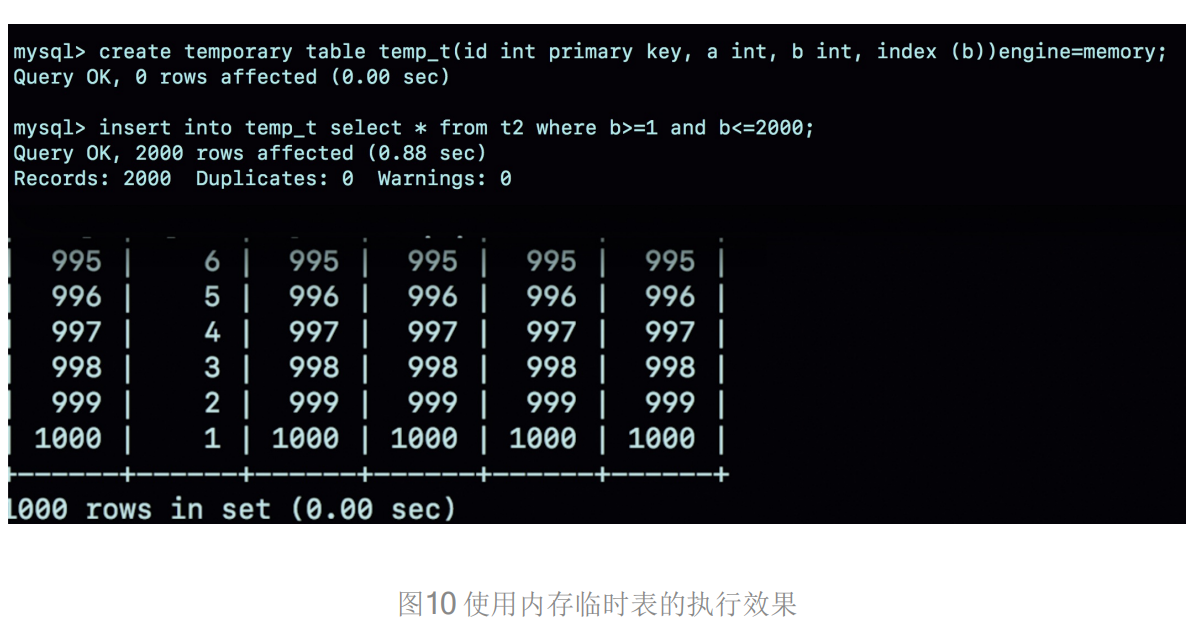 mysql> create temporary table temp_t(id int primary key, a int, b int, index (b))engine=memory;
Query OK, 0 rows affected (0.00 sec)
mysql> insert into temp_t select * from t2 where b>=1 and b<=2000;
Query OK, 2000 rows affected (0.88 sec)
Records: 2000  Duplicates: 0  Warnings: 0
| 995 | 6 | 995 | 995 | 995 | 995 |
| 996 | 5 | 996 | 996 | 996 | 996 |
| 997 | 4 | 997 | 997 | 997 | 997 |
| 998 | 3 | 998 | 998 | 998 | 998 |
| 999 | 2 | 999 | 999 | 999 | 999 |
| 1000 | 1 | 1000 | 1000 | 1000 | 1000 |
+------+------+------+------+------+------+
1000 rows in set (0.00 sec)
图10 使用内存临时表的执行效果